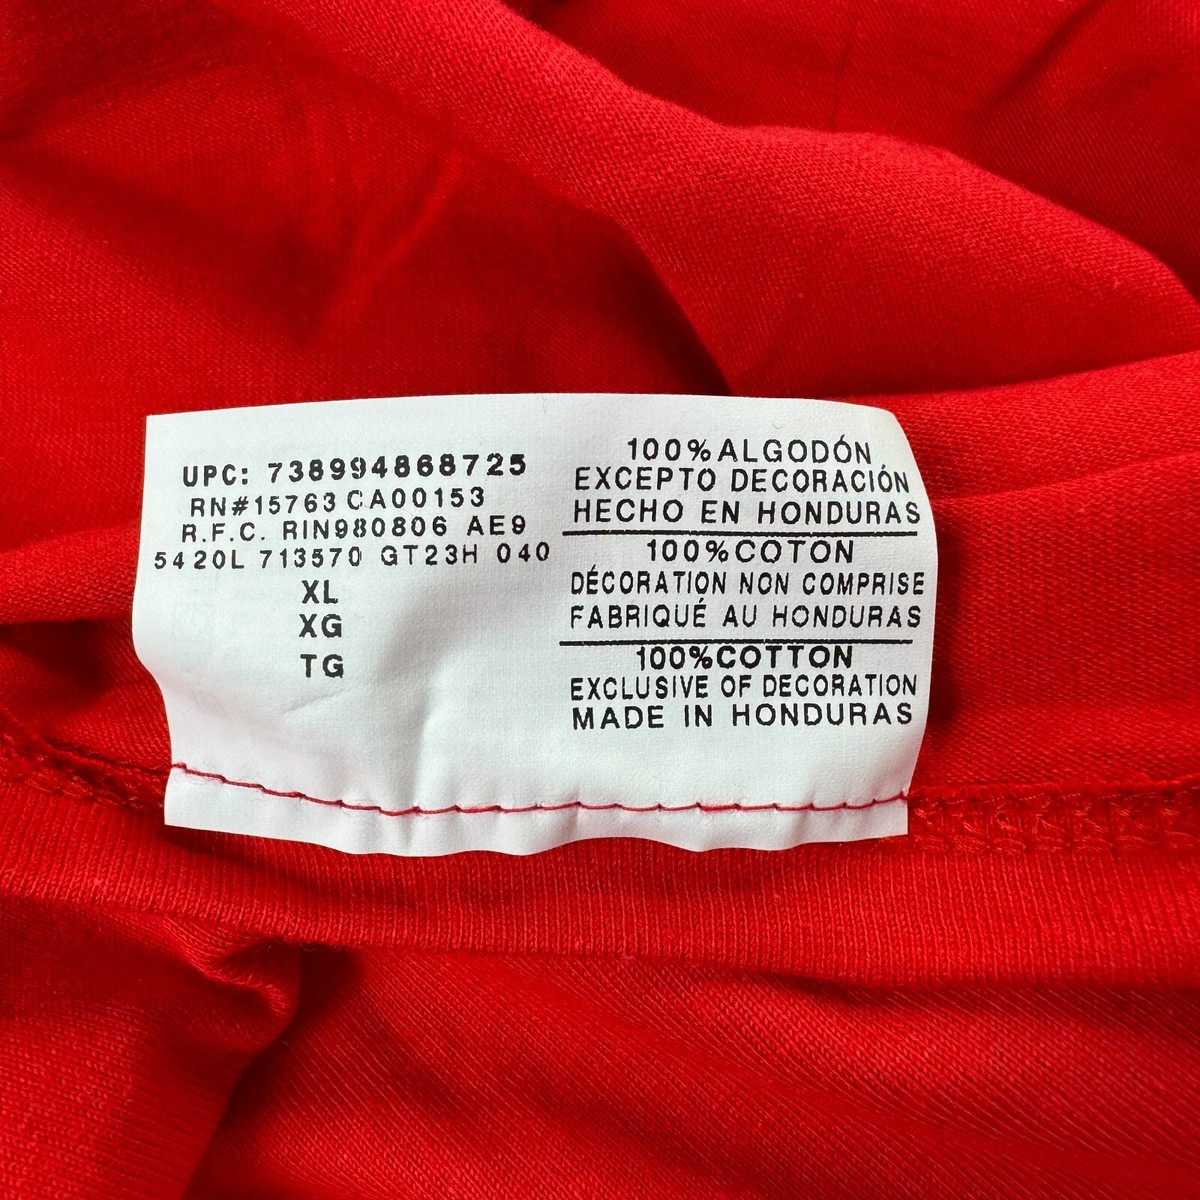 UPC: 738994868725
RN#15763 CA00153
R.F.C. RIN980806 AE9
5420L 713570 GT23H 040
XL
XG
TG
100% ALGODÓN
EXCEPTO DECORACIÓN
HECHO EN HONDURAS
100% COTON
DÉCORATION NON COMPRISE
FABRIQUÉ AU HONDURAS
100% COTTON
EXCLUSIVE OF DECORATION
MADE IN HONDURAS